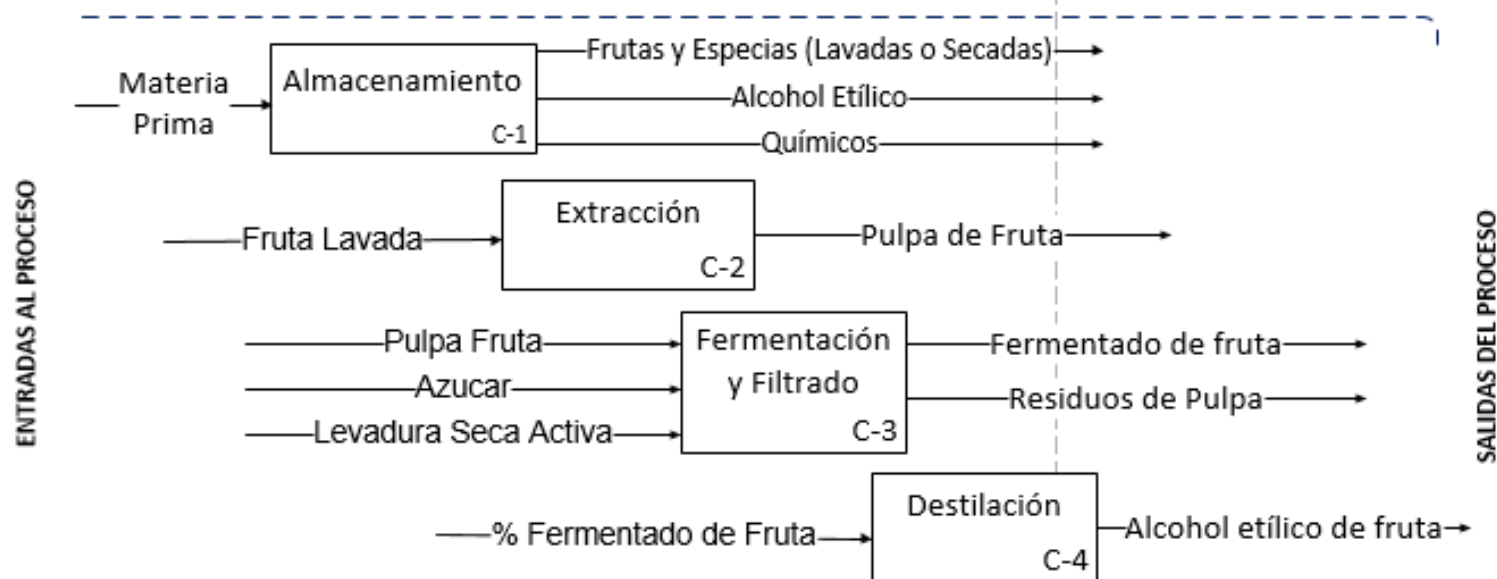 ENTRADAS AL PROCESO
Materia
Prima
Almacenamiento
C-1
Frutas y Especias (Lavadas o Secadas)
Alcohol Etílico
Químicos
Fruta Lavada
Extracción
C-2
Pulpa de Fruta
Pulpa Fruta
Azucar
Levadura Seca Activa
Fermentación
y Filtrado
C-3
Fermentado de fruta
Residuos de Pulpa
% Fermentado de Fruta
Destilación
C-4
Alcohol etílico de fruta
SALIDAS DEL PROCESO